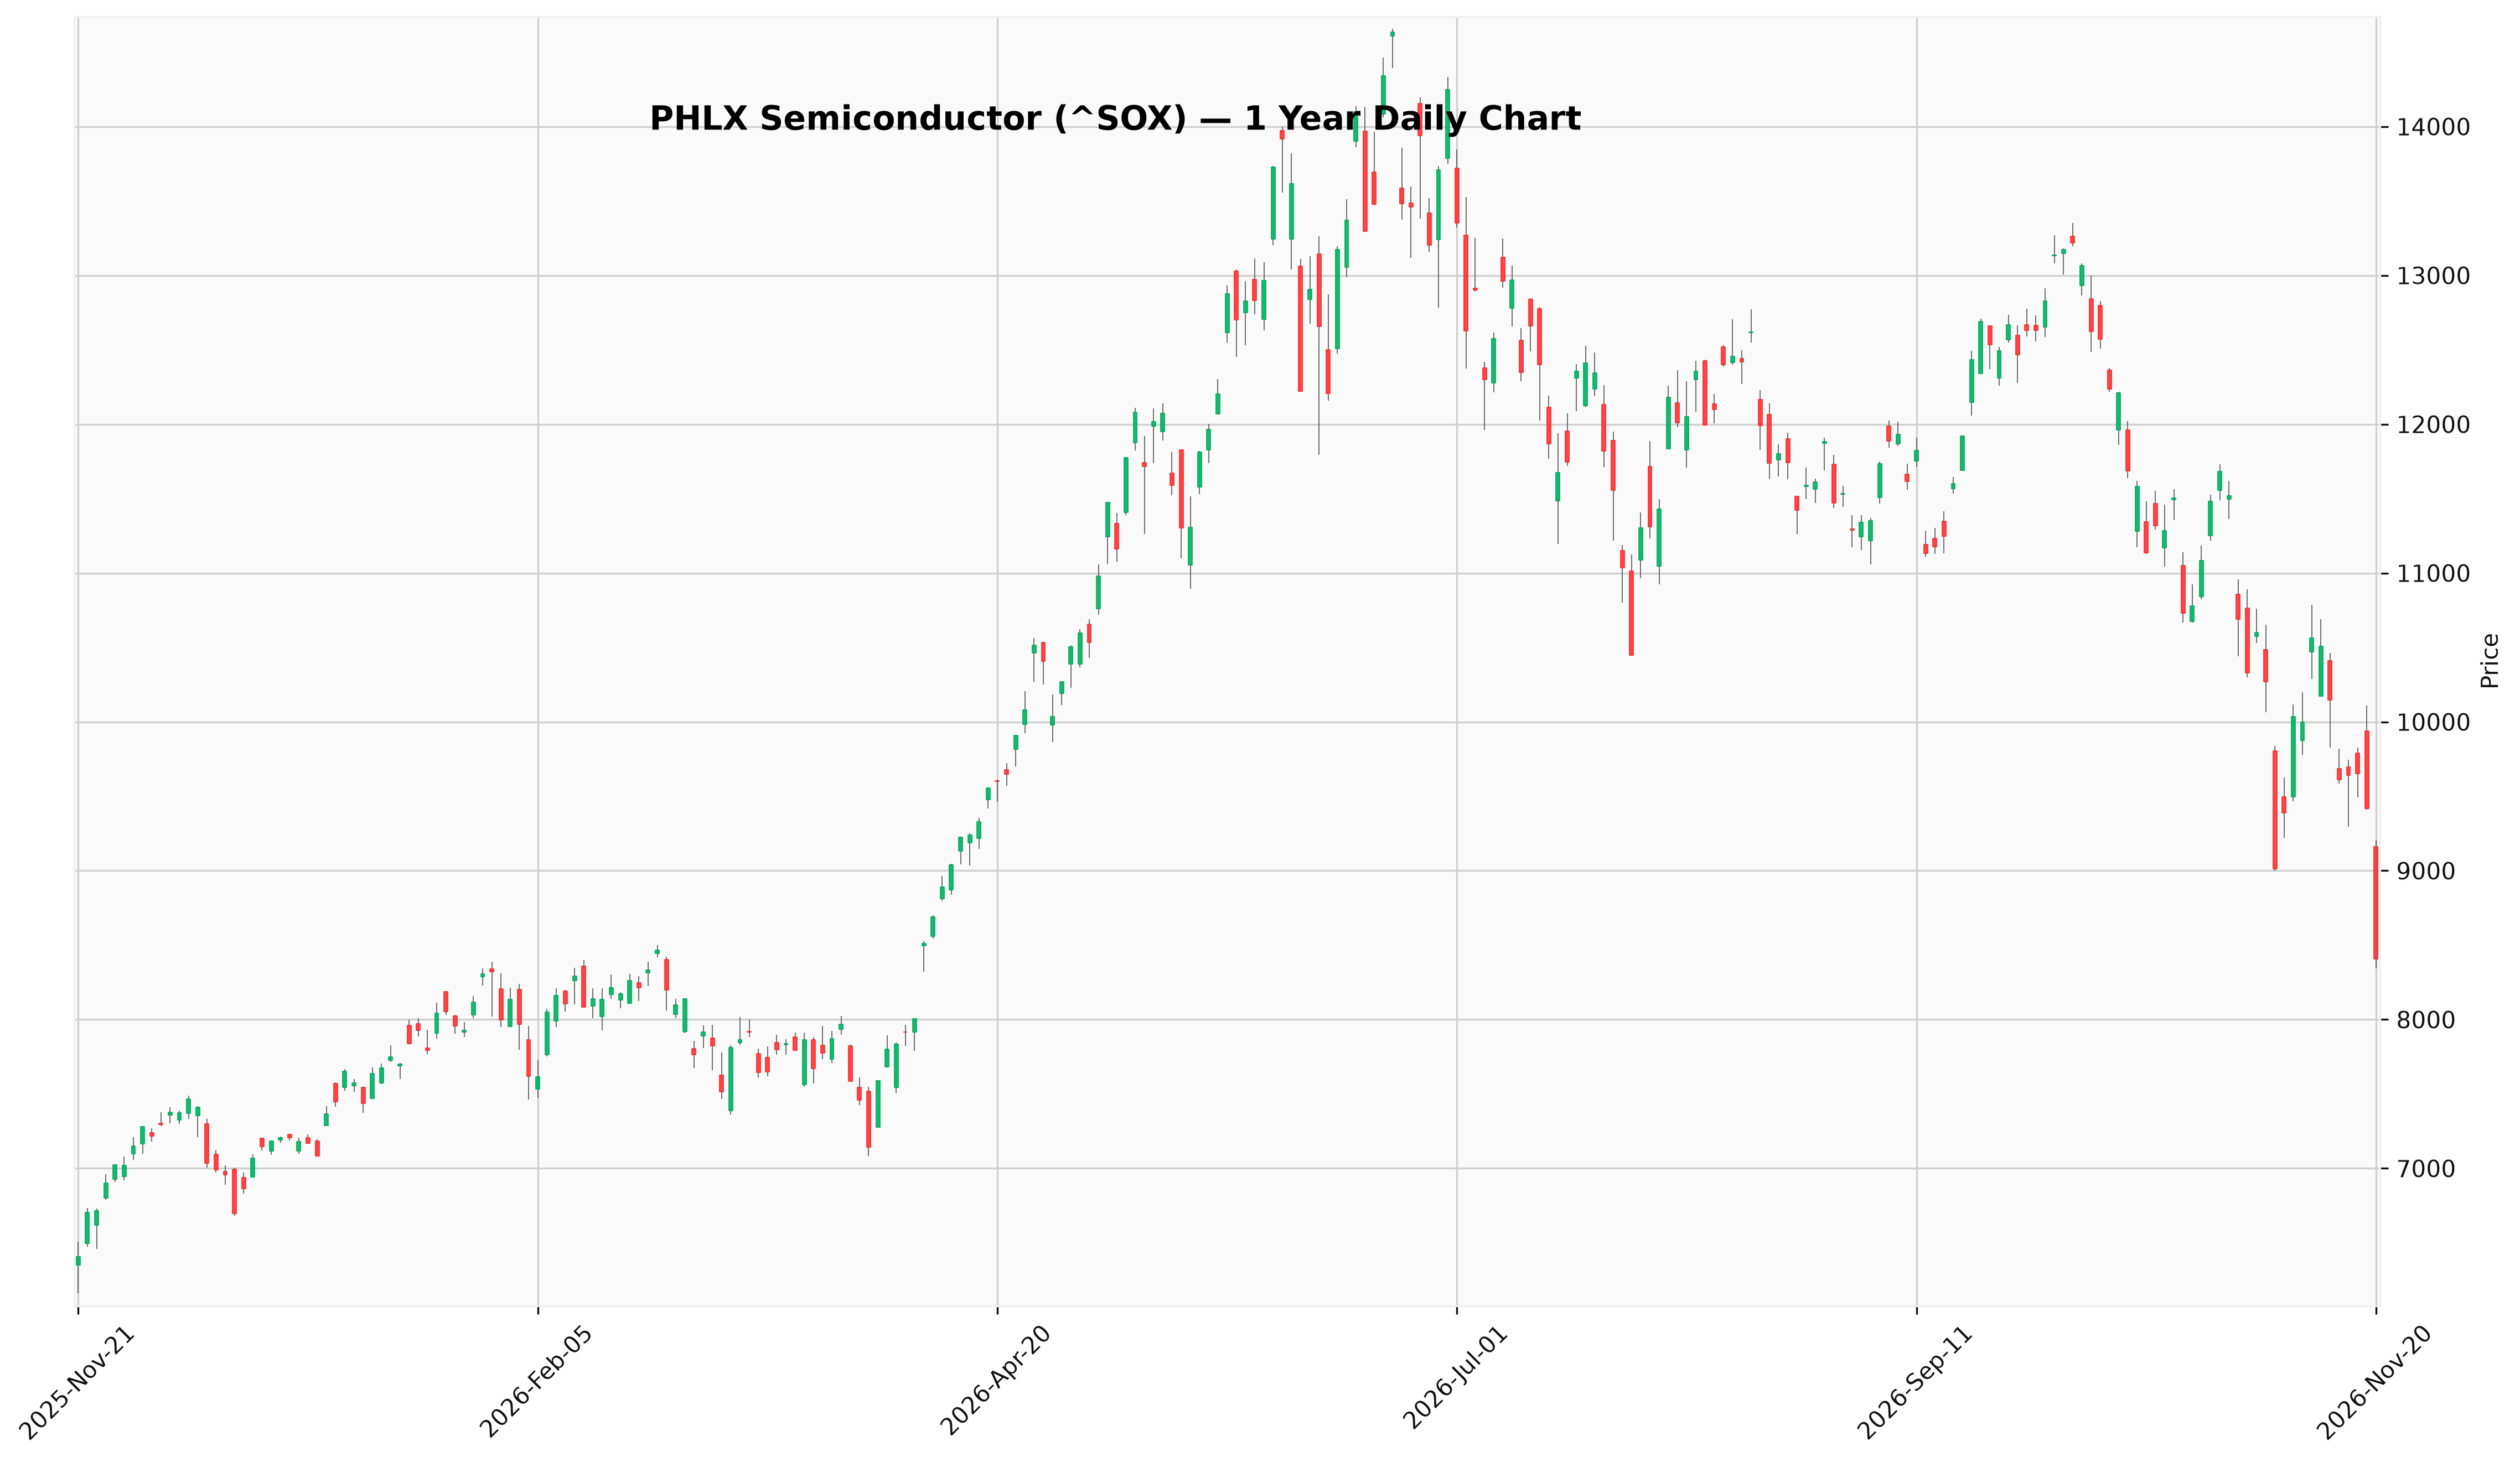 PHLX Semiconductor (^SOX) — 1 Year Daily Chart
14000
13000
12000
11000
10000
9000
8000
7000
Price
2025-Nov-21
2026-Feb-05
2026-Apr-20
2026-Jul-01
2026-Sep-11
2026-Nov-20